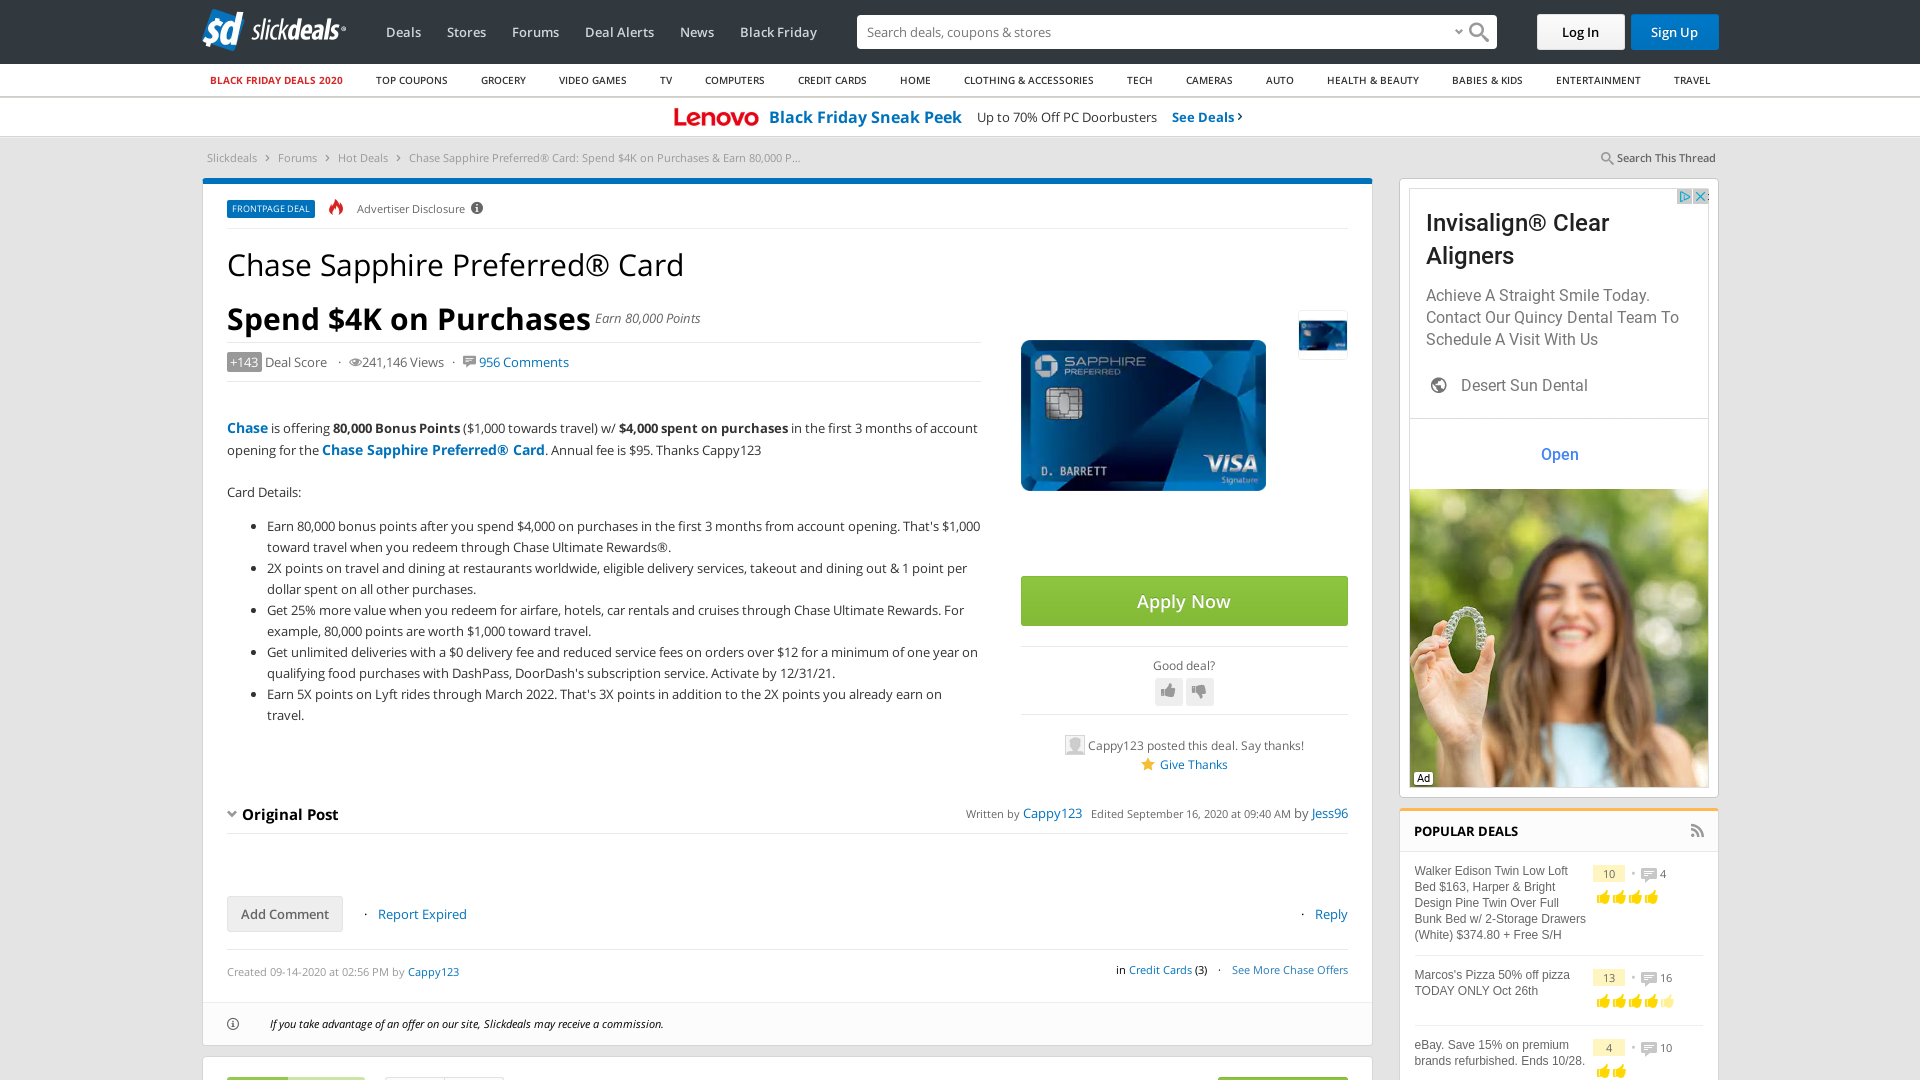 sd slickdeals
Deals
Stores
Forums
Deal Alerts
News
Black Friday
Search deals, coupons & stores
Log In
Sign Up
BLACK FRIDAY DEALS 2020
TOP COUPONS
GROCERY
VIDEO GAMES
TV
COMPUTERS
CREDIT CARDS
HOME
CLOTHING & ACCESSORIES
TECH
CAMERAS
AUTO
HEALTH & BEAUTY
BABIES & KIDS
ENTERTAINMENT
TRAVEL
Lenovo Black Friday Sneak Peek Up to 70% Off PC Doorbusters See Deals ›
Slickdeals › Forums › Hot Deals › Chase Sapphire Preferred® Card: Spend $4K on Purchases & Earn 80,000 P...
Search This Thread
FRONTPAGE DEAL
Advertiser Disclosure
Chase Sapphire Preferred® Card
Spend $4K on Purchases Earn 80,000 Points
+143 Deal Score · 241,146 Views · 956 Comments
Chase is offering 80,000 Bonus Points ($1,000 towards travel) w/ $4,000 spent on purchases in the first 3 months of account
opening for the Chase Sapphire Preferred® Card. Annual fee is $95. Thanks Cappy123
Card Details:
• Earn 80,000 bonus points after you spend $4,000 on purchases in the first 3 months from account opening. That's $1,000
toward travel when you redeem through Chase Ultimate Rewards®.
• 2X points on travel and dining at restaurants worldwide, eligible delivery services, takeout and dining out & 1 point per
dollar spent on all other purchases.
• Get 25% more value when you redeem for airfare, hotels, car rentals and cruises through Chase Ultimate Rewards. For
example, 80,000 points are worth $1,000 toward travel.
• Get unlimited deliveries with a $0 delivery fee and reduced service fees on orders over $12 for a minimum of one year on
qualifying food purchases with DashPass, DoorDash's subscription service. Activate by 12/31/21.
• Earn 5X points on Lyft rides through March 2022. That's 3X points in addition to the 2X points you already earn on
travel.
SAPPHIRE
PREFERRED
D. BARRETT
VISA
Signature
Apply Now
Good deal?
Cappy123 posted this deal. Say thanks!
Give Thanks
Original Post
Written by Cappy123 Edited September 16, 2020 at 09:40 AM by Jess96
Add Comment
· Report Expired
· Reply
Created 09-14-2020 at 02:56 PM by Cappy123
in Credit Cards (3) · See More Chase Offers
If you take advantage of an offer on our site, Slickdeals may receive a commission.
Invisalign® Clear
Aligners
Achieve A Straight Smile Today.
Contact Our Quincy Dental Team To
Schedule A Visit With Us
Desert Sun Dental
Open
Ad
POPULAR DEALS
Walker Edison Twin Low Loft
Bed $163, Harper & Bright
Design Pine Twin Over Full
Bunk Bed w/ 2-Storage Drawers
(White) $374.80 + Free S/H
10 • 4
Marcos's Pizza 50% off pizza
TODAY ONLY Oct 26th
13 • 16
eBay. Save 15% on premium
brands refurbished. Ends 10/28.
4 • 10